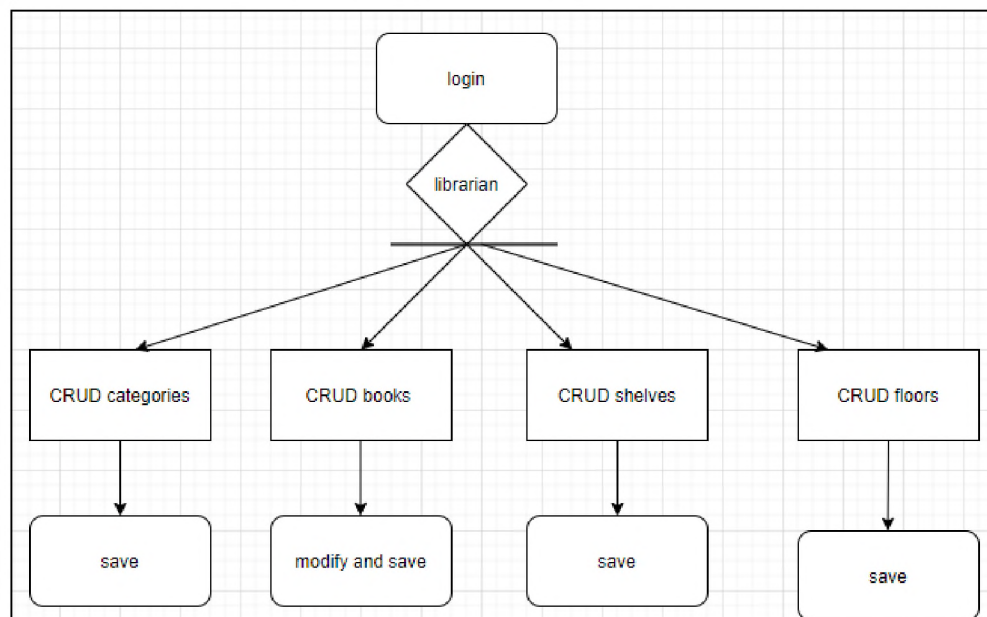 login
librarian
CRUD categories
CRUD books
CRUD shelves
CRUD floors
save
modify and save
save
save